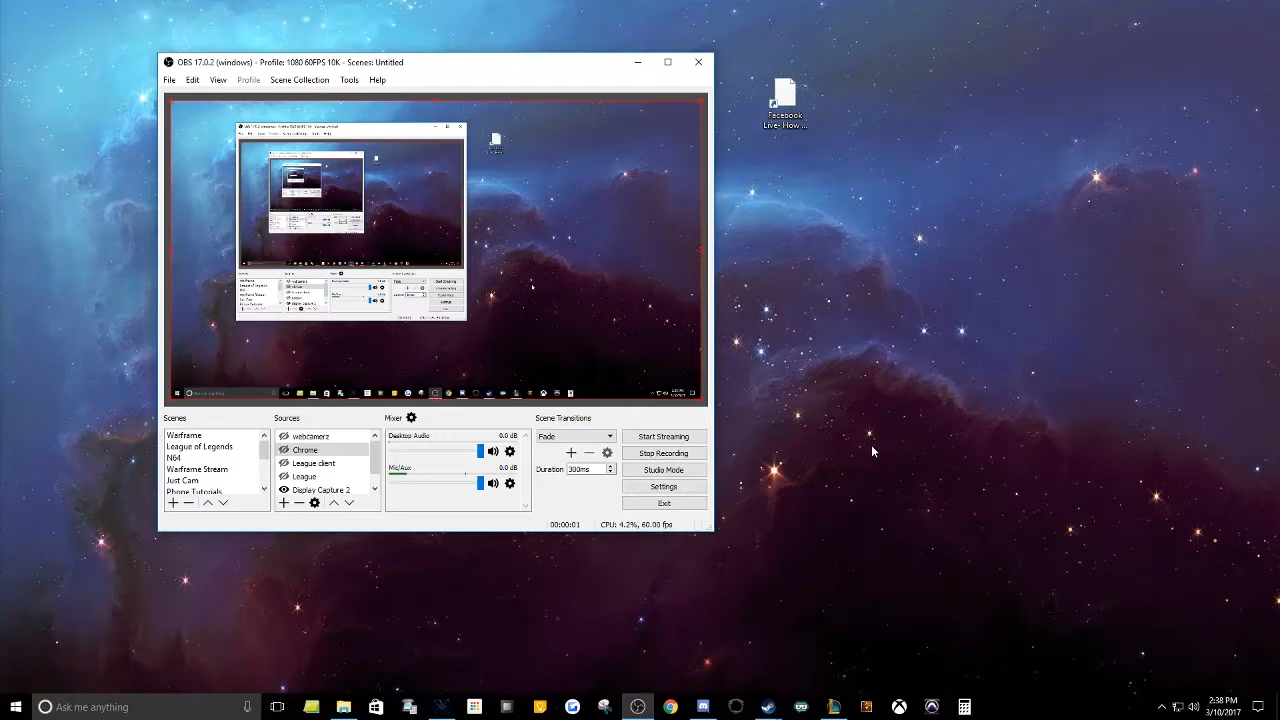 OBS 17.0.2 (windows) - Profile: 1080 60FPS 10K - Scenes: Untitled
File Edit View Profile Scene Collection Tools Help
Facebook
Live- How ...
Scenes
Sources
Mixer
Scene Transitions
Warframe
League of Legends
N64
Warframe Stream
Just Cam
Phone Tutorials
webcamerz
Chrome
League client
League
Display Capture 2
Desktop Audio 0.0 dB
Mic/Aux 0.0 dB
Fade
Duration 300ms
Start Streaming
Stop Recording
Studio Mode
Settings
Exit
00:00:01 CPU: 4.2%, 60.00 fps
Ask me anything
2:38 PM
3/10/2017